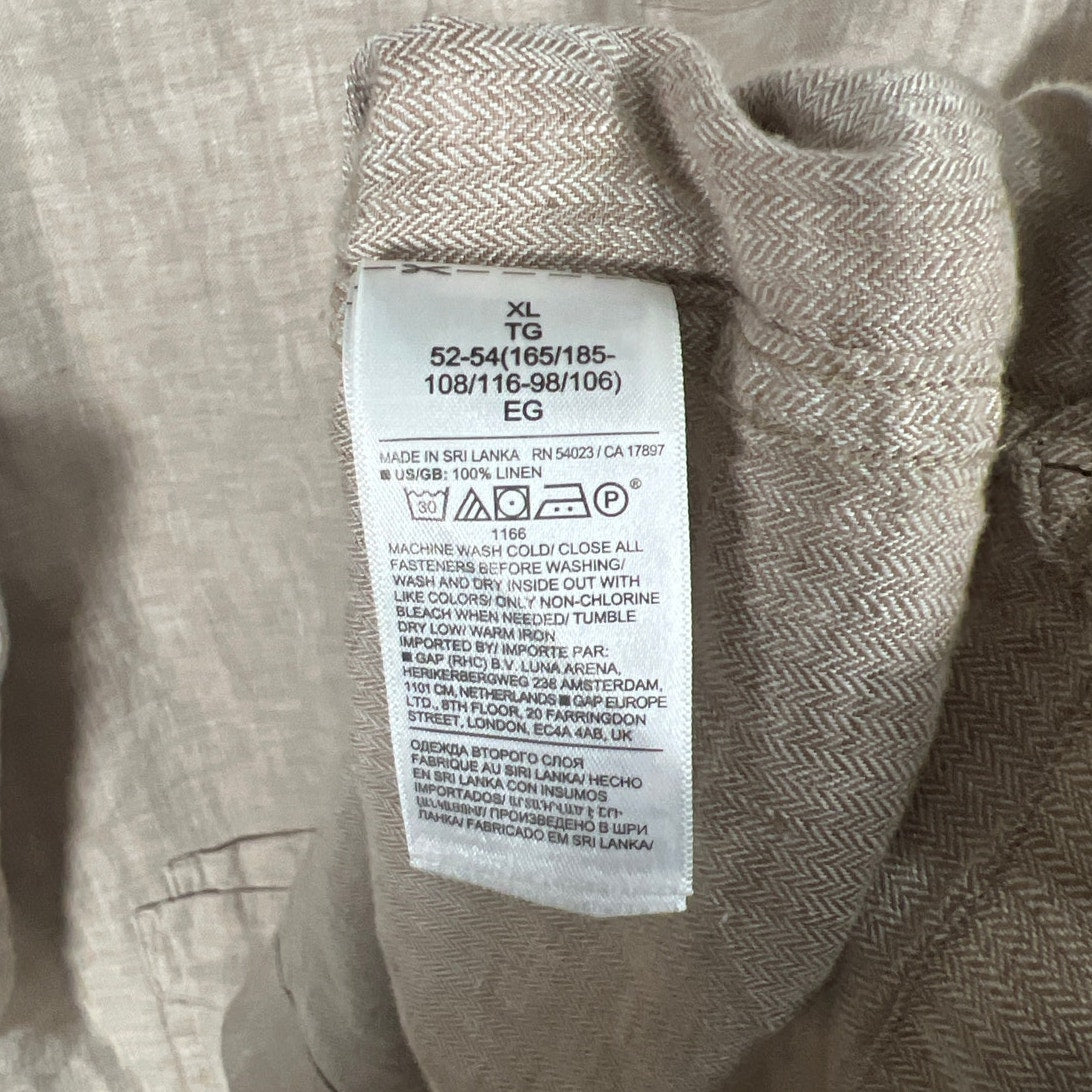 XL
TG
52-54(165/185-
108/116-98/106)
EG
MADE IN SRI LANKA RN 54023 / CA 17897
US/GB: 100% LINEN
30 P ®
1166
MACHINE WASH COLD/ CLOSE ALL
FASTENERS BEFORE WASHING/
WASH AND DRY INSIDE OUT WITH
LIKE COLORS/ ONLY NON-CHLORINE
BLEACH WHEN NEEDED/ TUMBLE
DRY LOW/ WARM IRON
IMPORTED BY/ IMPORTE PAR:
GAP (RHC) B.V. LUNA ARENA,
HERIKERBERGWEG 238 AMSTERDAM,
1101 CM, NETHERLANDS GAP EUROPE
LTD., 8TH FLOOR, 20 FARRINGDON
STREET, LONDON, EC4A 4AB, UK
ОДЕЖДА ВТОРОГО СЛОЯ
FABRIQUE AU SIRI LANKA/ HECHO
EN SRI LANKA CON INSUMOS
IMPORTADOS/
ПРОИЗВЕДЕНО В ШРИ
ЛАНКА/ FABRICADO EM SRI LANKA/